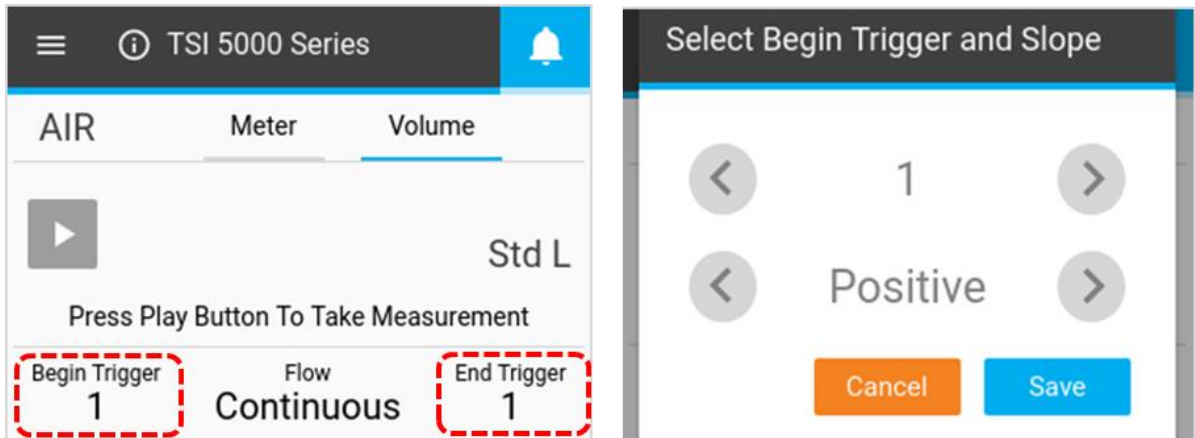 TSI 5000 Series
AIR
Meter
Volume
Std L
Press Play Button To Take Measurement
Begin Trigger
1
Flow
Continuous
End Trigger
1
Select Begin Trigger and Slope
1
Positive
Cancel
Save